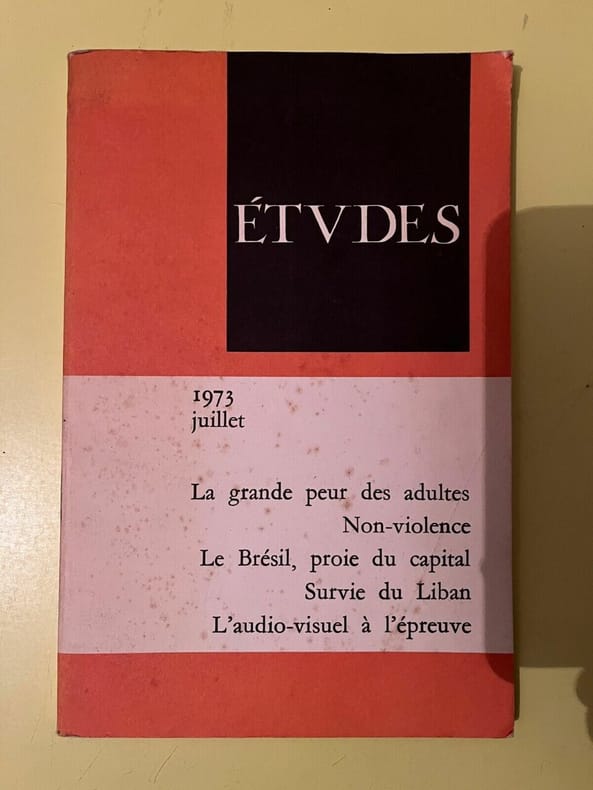 ÉTVDES
1973
juillet
La grande peur des adultes
Non-violence
Le Brésil, proie du capital
Survie du Liban
L'audio-visuel à l'épreuve